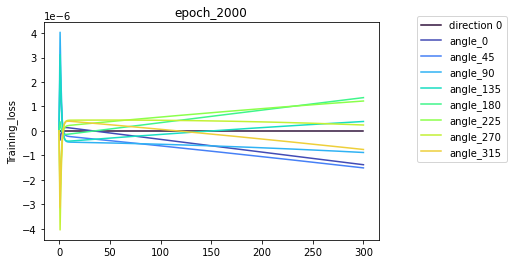 epoch_2000
1e−6
Training_loss
4
3
2
1
0
−1
−2
−3
−4
0
50
100
150
200
250
300
direction 0
angle_0
angle_45
angle_90
angle_135
angle_180
angle_225
angle_270
angle_315